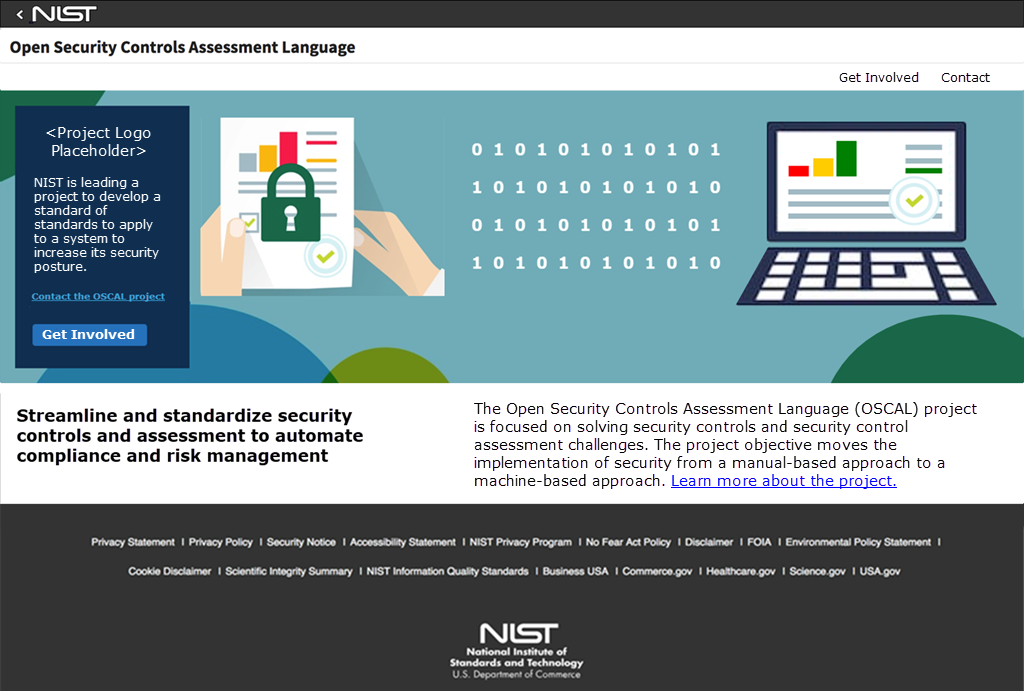 < NIST
Open Security Controls Assessment Language
Get Involved Contact
<Project Logo
Placeholder>
NIST is leading a
project to develop a
standard of
standards to apply
to a system to
increase its security
posture.
Contact the OSCAL project
Get Involved
0 1 0 1 0 1 0 1 0 1 0 1
1 0 1 0 1 0 1 0 1 0 1 0
0 1 0 1 0 1 0 1 0 1 0 1
1 0 1 0 1 0 1 0 1 0 1 0
Streamline and standardize security
controls and assessment to automate
compliance and risk management
The Open Security Controls Assessment Language (OSCAL) project
is focused on solving security controls and security control
assessment challenges. The project objective moves the
implementation of security from a manual-based approach to a
machine-based approach. Learn more about the project.
Privacy Statement | Privacy Policy | Security Notice | Accessibility Statement | NIST Privacy Program | No Fear Act Policy | Disclaimer | FOIA | Environmental Policy Statement |
Cookie Disclaimer | Scientific Integrity Summary | NIST Information Quality Standards | Business USA | Commerce.gov | Healthcare.gov | Science.gov | USA.gov
NIST
National Institute of
Standards and Technology
U.S. Department of Commerce